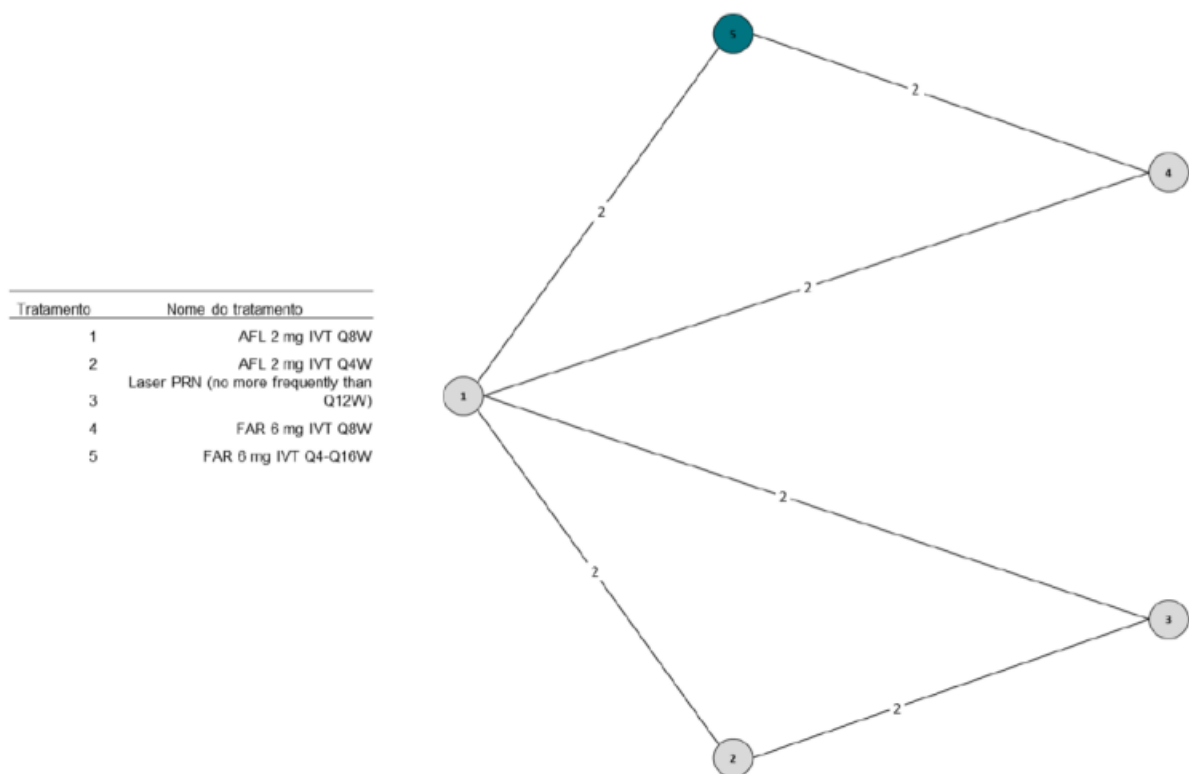 5
2
4
2
2
Tratamento Nome do tratamento
1 AFL 2 mg IVT Q8W
2 AFL 2 mg IVT Q4W
Laser PRN (no more frequently than
3 Q12W)
4 FAR 6 mg IVT Q8W
5 FAR 6 mg IVT Q4-Q16W
1
2
2
3
2
2